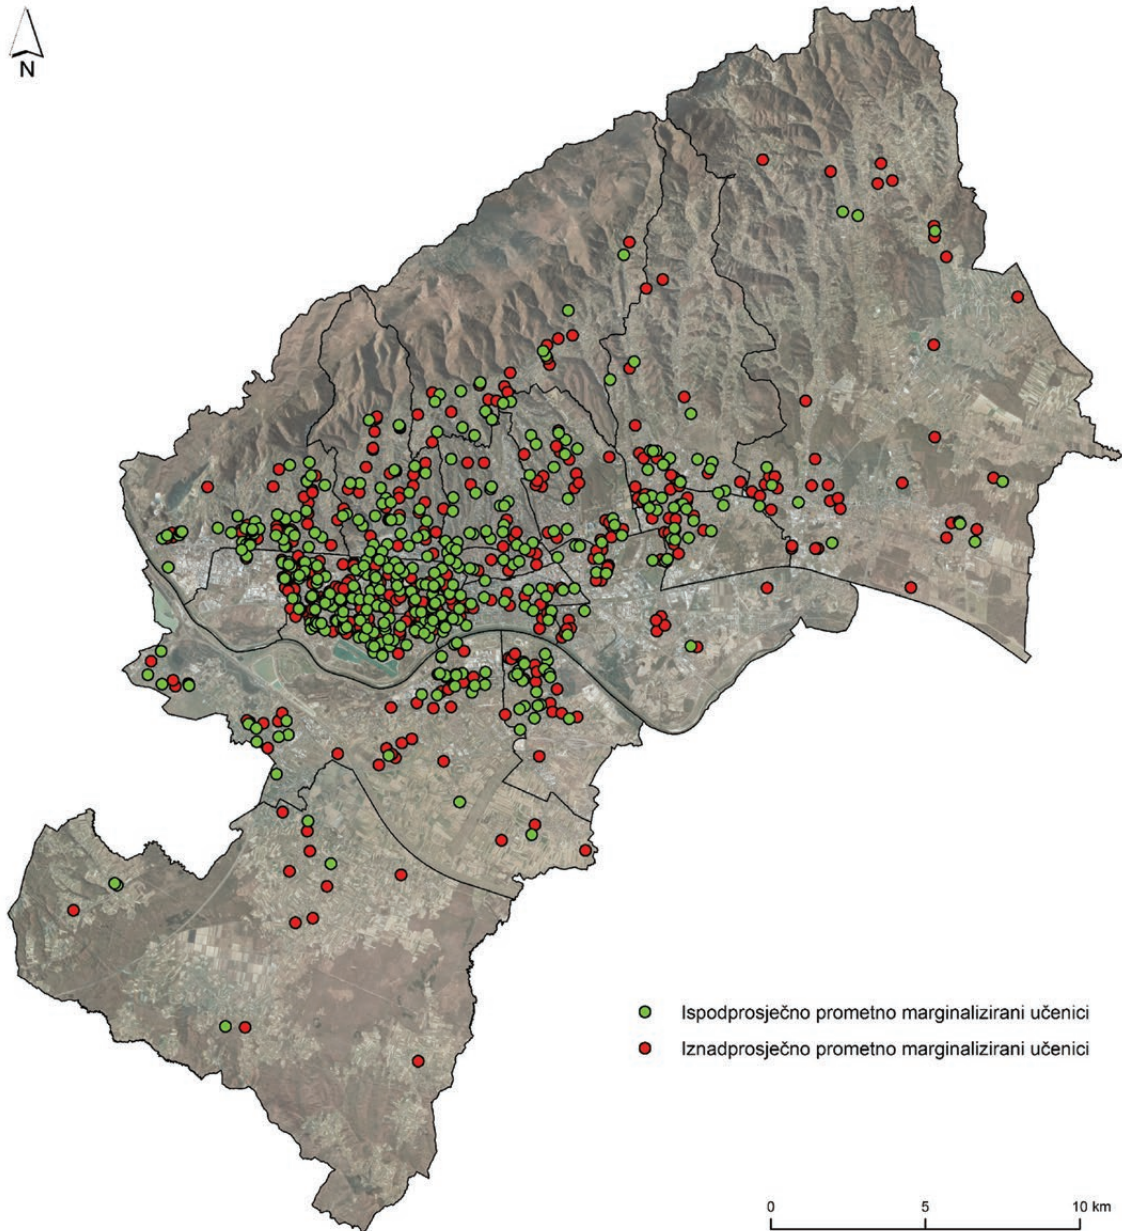 N
Ispodprosječno prometno marginalizirani učenici
Iznadprosječno prometno marginalizirani učenici
0 5 10 km